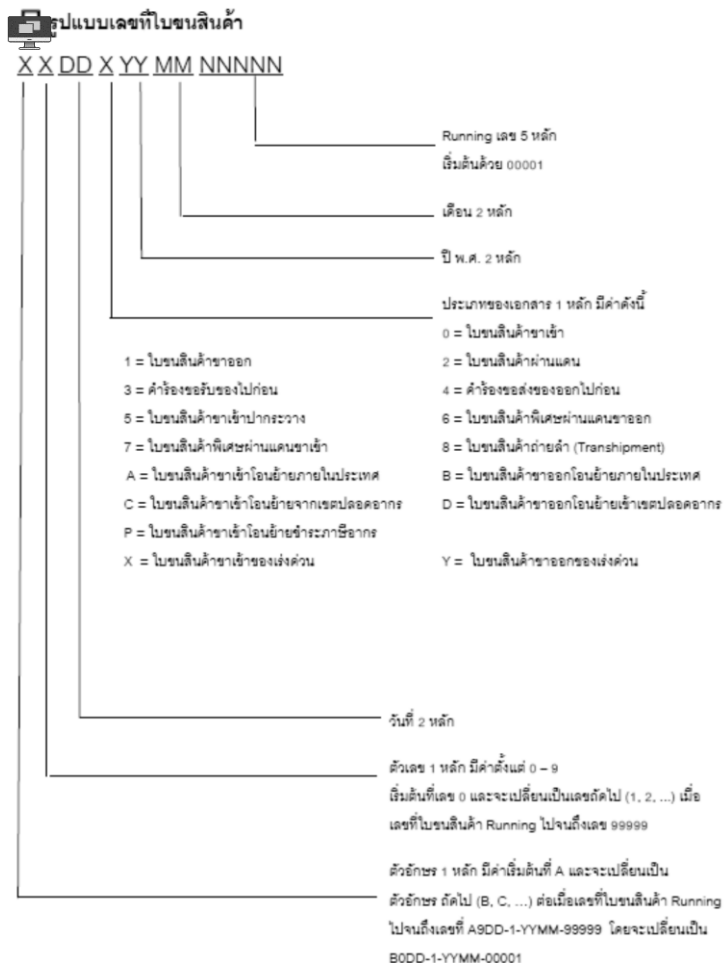 รูปแบบเลขที่ใบขนสินค้า
X X DD X YY MM NNNNN
Running เลข 5 หลัก
เริ่มต้นด้วย 00001
เดือน 2 หลัก
ปี พ.ศ. 2 หลัก
ประเภทของเอกสาร 1 หลัก มีค่าดังนี้
0 = ใบขนสินค้าขาเข้า
1 = ใบขนสินค้าขาออก
2 = ใบขนสินค้าผ่านแดน
3 = คำร้องขอรับของไปก่อน
4 = คำร้องขอส่งของออกไปก่อน
5 = ใบขนสินค้าขาเข้าปากระวาง
6 = ใบขนสินค้าพิเศษผ่านแดนขาออก
7 = ใบขนสินค้าพิเศษผ่านแดนขาเข้า
8 = ใบขนสินค้าถ่ายลำ (Transhipment)
A = ใบขนสินค้าขาเข้าโอนย้ายภายในประเทศ
B = ใบขนสินค้าขาออกโอนย้ายภายในประเทศ
C = ใบขนสินค้าขาเข้าโอนย้ายจากเขตปลอดอากร
D = ใบขนสินค้าขาออกโอนย้ายเข้าเขตปลอดอากร
P = ใบขนสินค้าขาเข้าโอนย้ายชำระภาษีอากร
X = ใบขนสินค้าขาเข้าของเร่งด่วน
Y = ใบขนสินค้าขาออกของเร่งด่วน
วันที่ 2 หลัก
ตัวเลข 1 หลัก มีค่าตั้งแต่ 0 – 9
เริ่มต้นที่เลข 0 และจะเปลี่ยนเป็นเลขถัดไป (1, 2, ...) เมื่อ
เลขที่ใบขนสินค้า Running ไปจนถึงเลข 99999
ตัวอักษร 1 หลัก มีค่าเริ่มต้นที่ A และจะเปลี่ยนเป็น
ตัวอักษร ถัดไป (B, C, ...) ต่อเมื่อเลขที่ใบขนสินค้า Running
ไปจนถึงเลขที่ A9DD-1-YYMM-99999 โดยจะเปลี่ยนเป็น
B0DD-1-YYMM-00001